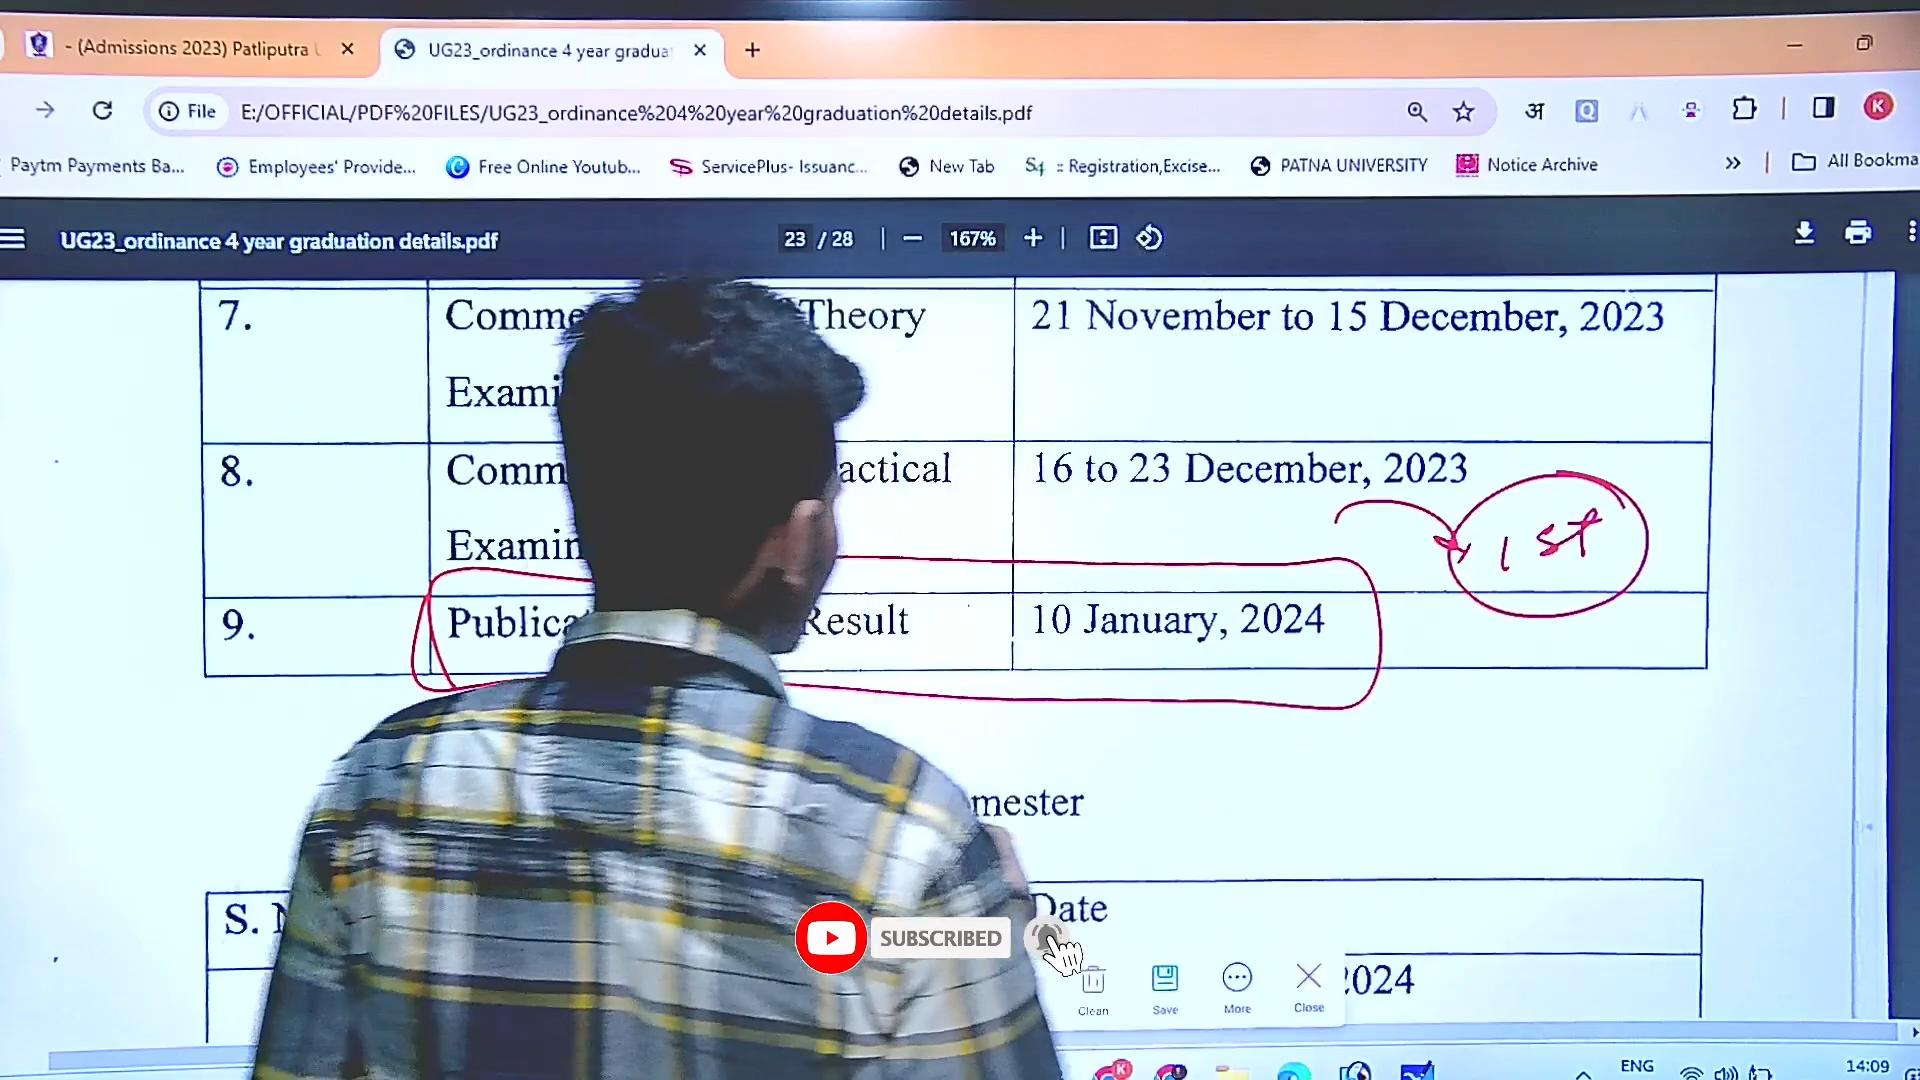 - (Admissions 2023) Patliputra
UG23_ordinance 4 year gradua
File
E:/OFFICIAL/PDF%20FILES/UG23_ordinance%204%20year%20graduation%20details.pdf
अ
Q
K
Paytm Payments Ba...
Employees' Provide...
Free Online Youtub...
ServicePlus- Issuanc...
New Tab
S4 :: Registration,Excise...
PATNA UNIVERSITY
Notice Archive
All Bookma
UG23_ordinance 4 year graduation details.pdf
23 / 28
167%
7. Comme Theory 21 November to 15 December, 2023
Exami
8. Comm actical 16 to 23 December, 2023
Examin
1st
9. Publica Result 10 January, 2024
mester
S. Date
2024
SUBSCRIBED
Clean Save More Close
K
ENG
14:09